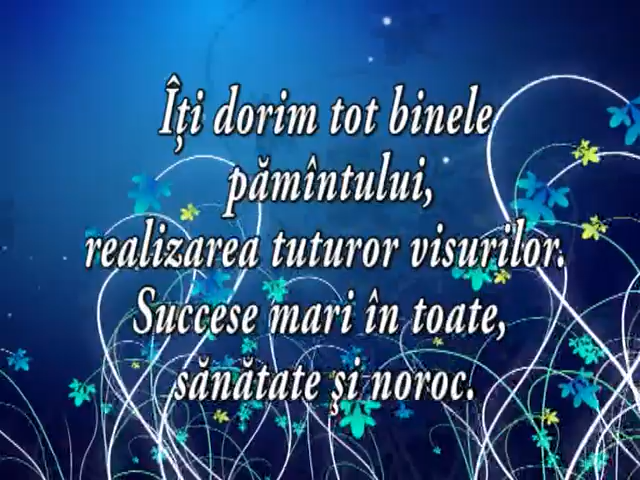 Îți dorim tot binele
pămîntului,
realizarea tuturor visurilor.
Succese mari în toate,
sănătate și noroc.